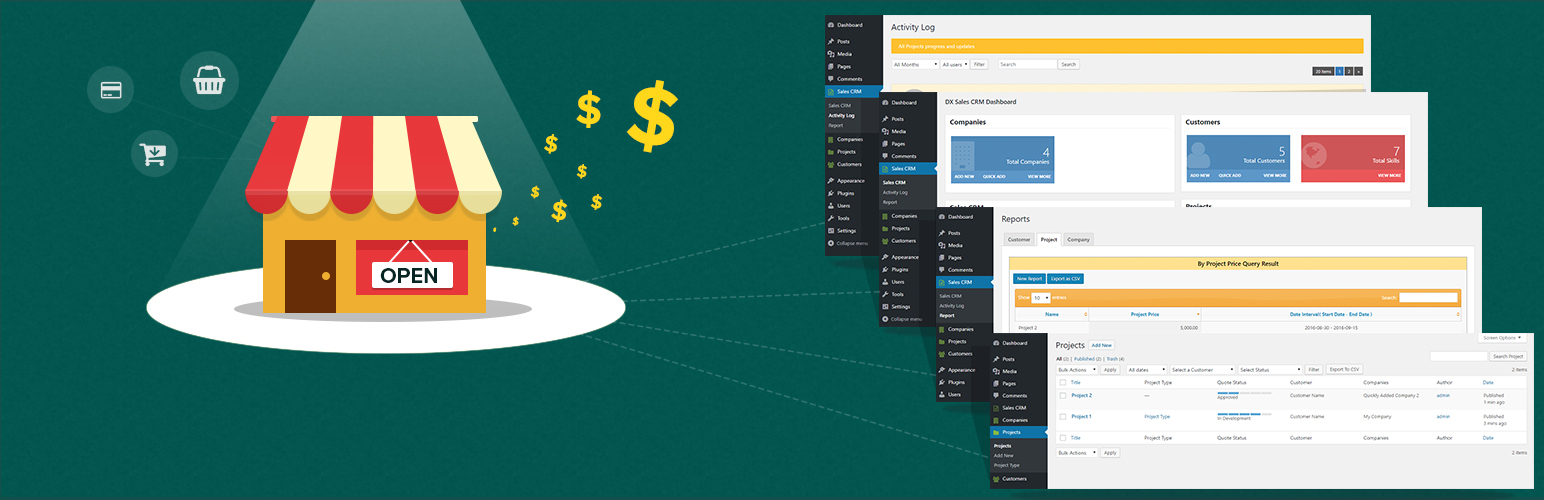 OPEN
$
$
$
$
$
$
$
$
$
Dashboard
Posts
Media
Pages
Comments
Sales CRM
Sales CRM
Activity Log
Report
Companies
Projects
Customers
Appearance
Plugins
Users
Tools
Settings
Collapse menu
Activity Log
All Projects progress and updates
All Months All users Filter Search Search
20 items 1 2 »
Dashboard
Posts
Media
Pages
Comments
Sales CRM
Sales CRM
Activity Log
Report
Companies
Projects
Customers
Appearance
Plugins
Users
Tools
Settings
Collapse menu
DX Sales CRM Dashboard
Companies
4
Total Companies
ADD NEW QUICK ADD VIEW MORE
Customers
5
Total Customers
ADD NEW QUICK ADD VIEW MORE
7
Total Skills
VIEW MORE
Sales CRM
Projects
Dashboard
Posts
Media
Pages
Comments
Sales CRM
Sales CRM
Activity Log
Report
Companies
Projects
Customers
Appearance
Plugins
Users
Reports
Customer Project Company
By Project Price Query Result
New Report Export as CSV
Show 10 entries Search:
Name Project Price Date Interval( Start Date - End Date )
Project 2 5,000.00 2016-08-30 - 2016-09-15
Dashboard
Posts
Media
Pages
Comments
Sales CRM
Companies
Projects
Projects
Add New
Project Type
Customers
Screen Options
Projects Add New
All (2) | Published (2) | Trash (4)
Search Project
Bulk Actions Apply All dates Select a Customer Select Status Filter Export To CSV 2 items
Title Project Type Quote Status Customer Companies Author Date
Project 2 — Approved Customer Name Quickly Added Company 2 admin Published
1 min ago
Project 1 Project Type In Development Customer Name My Company admin Published
3 mins ago
Title Project Type Quote Status Customer Companies Author Date
Bulk Actions Apply 2 items